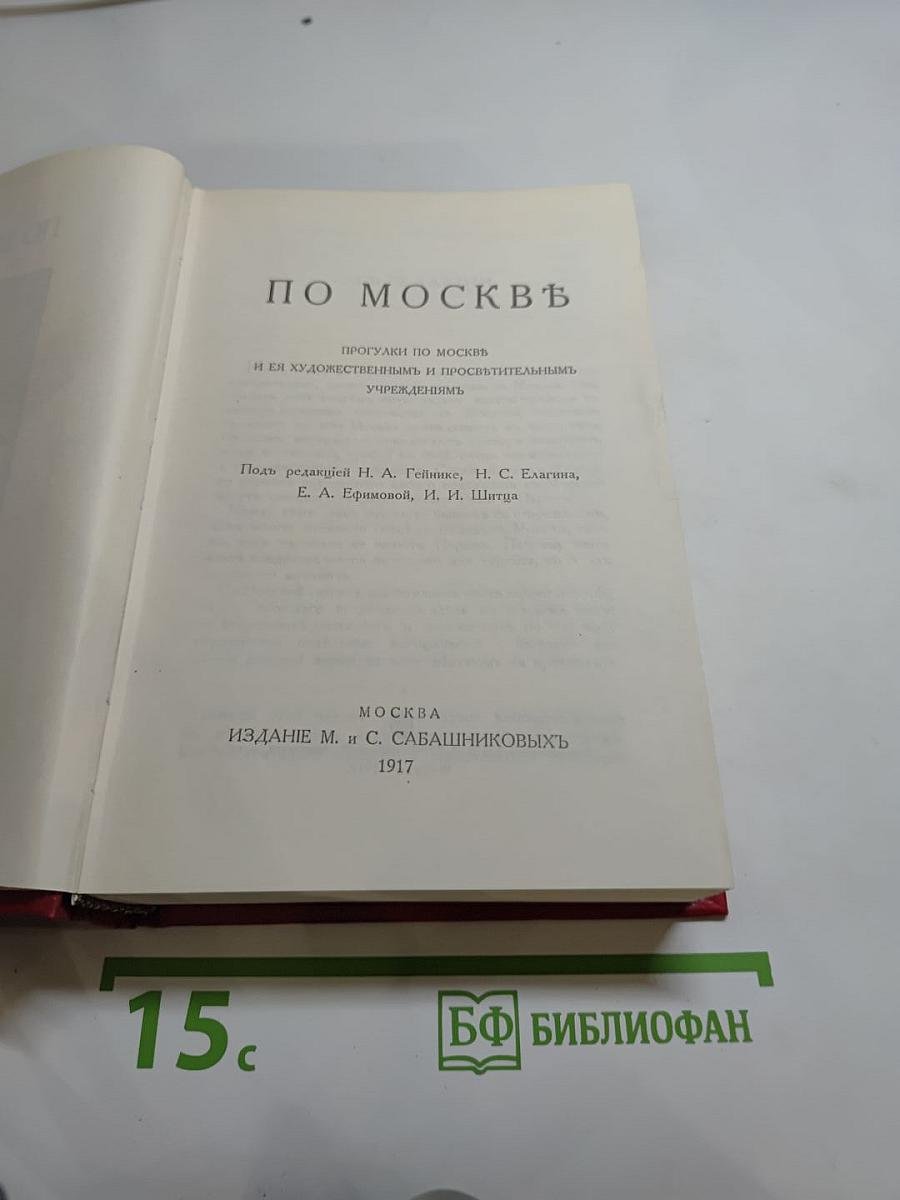 ПО МОСКВѢ
ПРОГУЛКИ ПО МОСКВѢ
И ЕЯ ХУДОЖЕСТВЕННЫМЪ И ПРОСВѢТИТЕЛЬНЫМЪ
УЧРЕЖДЕНІЯМЪ
Подъ редакціей Н. А. Гейнике, Н. С. Елагина,
Е. А. Ефимовой, И. И. Шитца
МОСКВА
ИЗДАНІЕ М. и С. САБАШНИКОВЫХЪ
1917
15 с
БФ БИБЛИОФАН